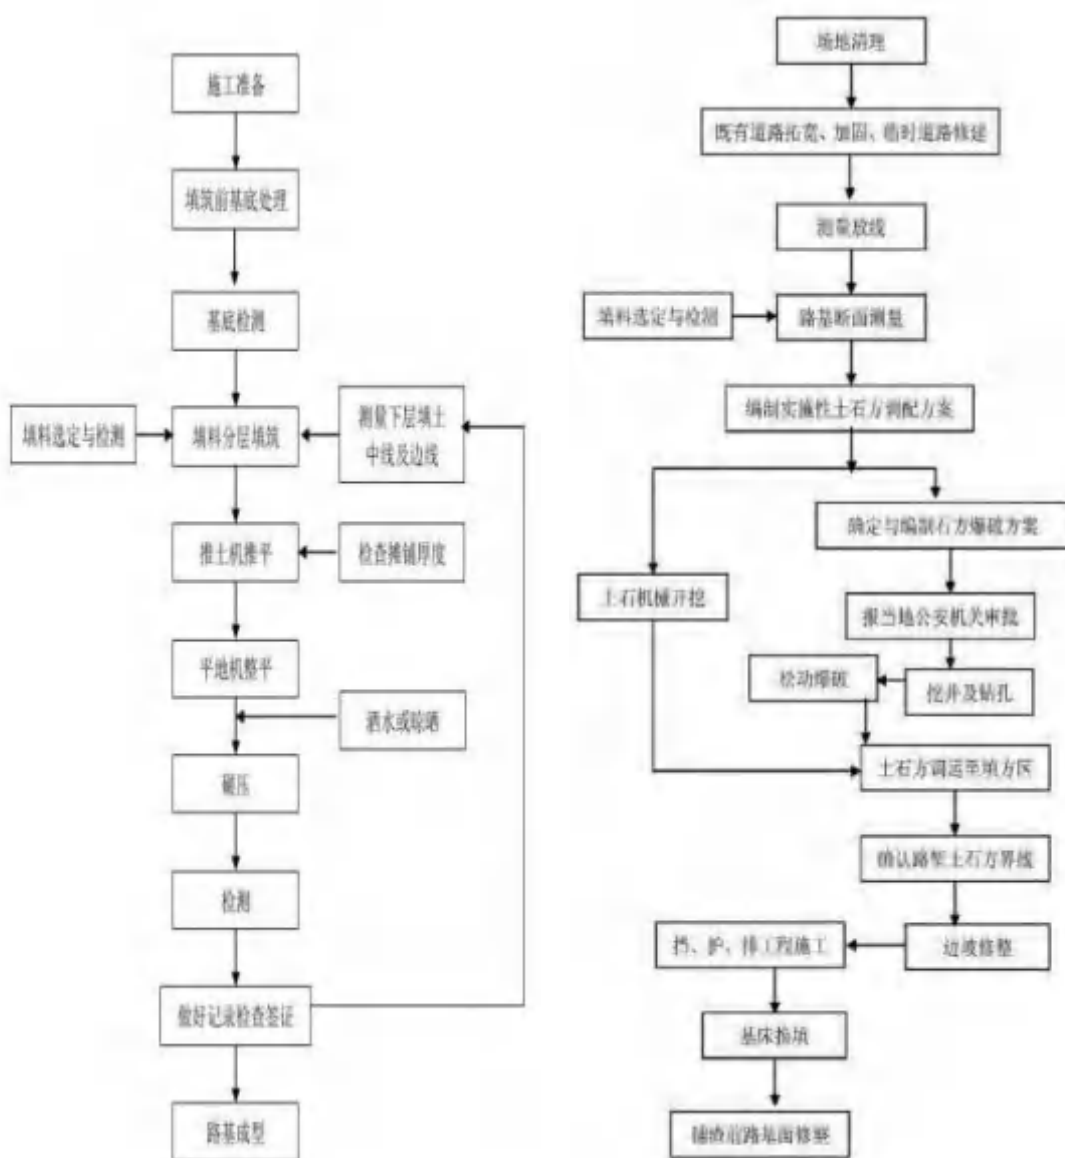 施工准备
填筑前基底处理
基底检测
填料选定与检测
填料分层填筑
测量下层填土
中线及边线
推土机推平
检查摊铺厚度
平地机整平
洒水或晾晒
碾压
检测
做好记录检查签证
路基成型
场地清理
既有道路拓宽、加固、临时道路修建
测量放线
填料选定与检测
路基断面测量
编制实施性土石方调配方案
确定与编制石方爆破方案
土石机械开挖
报当地公安机关审批
松动爆破
挖井及钻孔
土石方调运至填方区
确认路堑土石方界线
挡、护、排工程施工
边坡修整
基床换填
铺渣前路基面修整